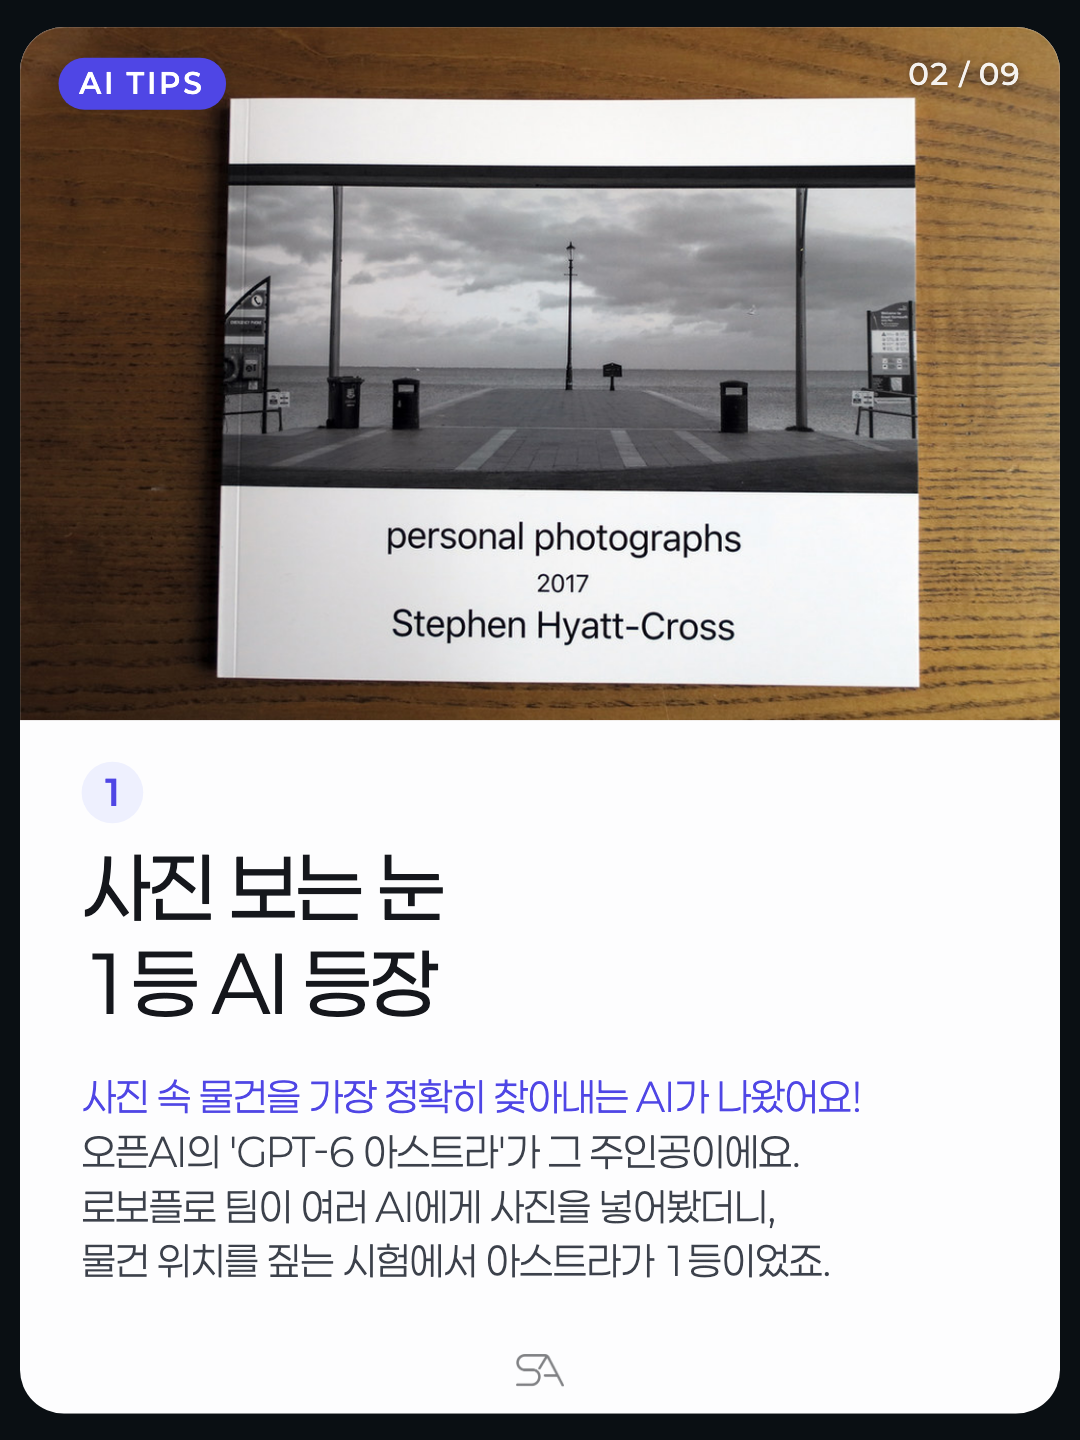 AI TIPS
02 / 09
personal photographs
2017
Stephen Hyatt-Cross
1
사진 보는 눈
1등 AI 등장
사진 속 물건을 가장 정확히 찾아내는 AI가 나왔어요!
오픈AI의 'GPT-6 아스트라'가 그 주인공이에요.
로보플로 팀이 여러 AI에게 사진을 넣어봤더니,
물건 위치를 짚는 시험에서 아스트라가 1등이었죠.
SA